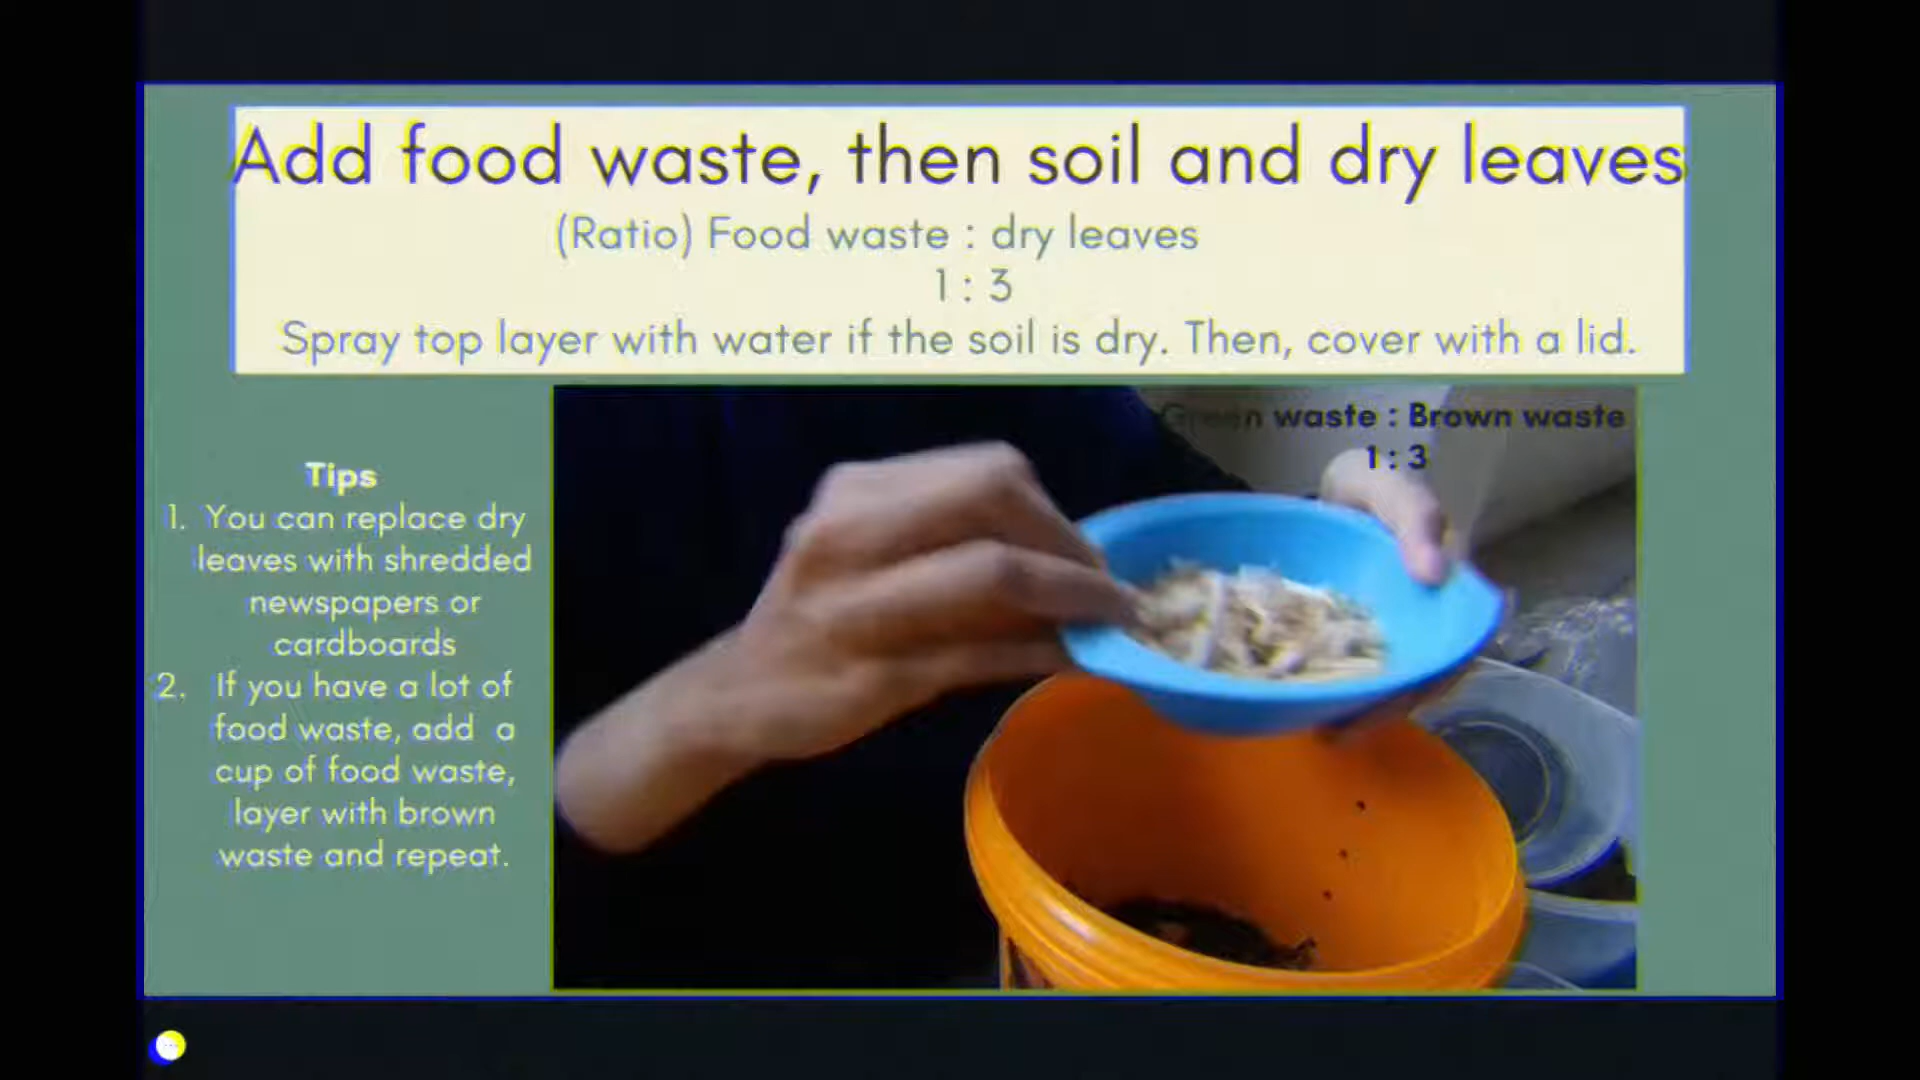 Add food waste, then soil and dry leaves
(Ratio) Food waste : dry leaves
1 : 3
Spray top layer with water if the soil is dry. Then, cover with a lid.
Green waste : Brown waste
1 : 3
Tips
1. You can replace dry
leaves with shredded
newspapers or
cardboards
2. If you have a lot of
food waste, add a
cup of food waste,
layer with brown
waste and repeat.